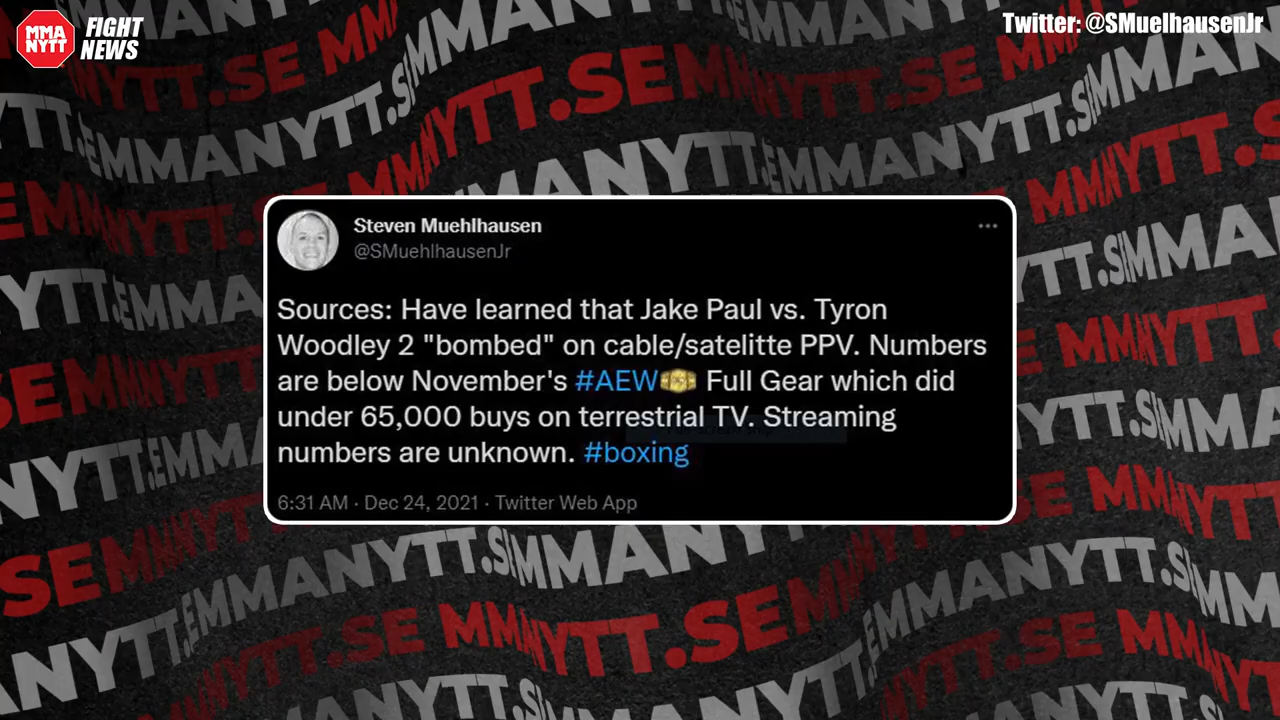 MMA NYTT FIGHT NEWS
Twitter: @SMuelhausenJr
Steven Muehlhausen
@SMuehlhausenJr
Sources: Have learned that Jake Paul vs. Tyron
Woodley 2 "bombed" on cable/satelitte PPV. Numbers
are below November's #AEW Full Gear which did
under 65,000 buys on terrestrial TV. Streaming
numbers are unknown. #boxing
6:31 AM · Dec 24, 2021 · Twitter Web App
MMANYTT.SE